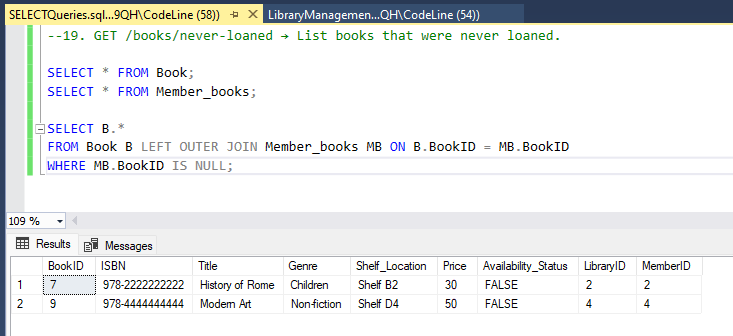 SELECTQueries.sql...9QH\CodeLine (58)) LibraryManagemen...QH\CodeLine (54))
--19. GET /books/never-loaned → List books that were never loaned.
SELECT * FROM Book;
SELECT * FROM Member_books;
SELECT B.*
FROM Book B LEFT OUTER JOIN Member_books MB ON B.BookID = MB.BookID
WHERE MB.BookID IS NULL;
109 %
Results Messages
BookID ISBN Title Genre Shelf_Location Price Availability_Status LibraryID MemberID
1 7 978-2222222222 History of Rome Children Shelf B2 30 FALSE 2 2
2 9 978-4444444444 Modern Art Non-fiction Shelf D4 50 FALSE 4 4